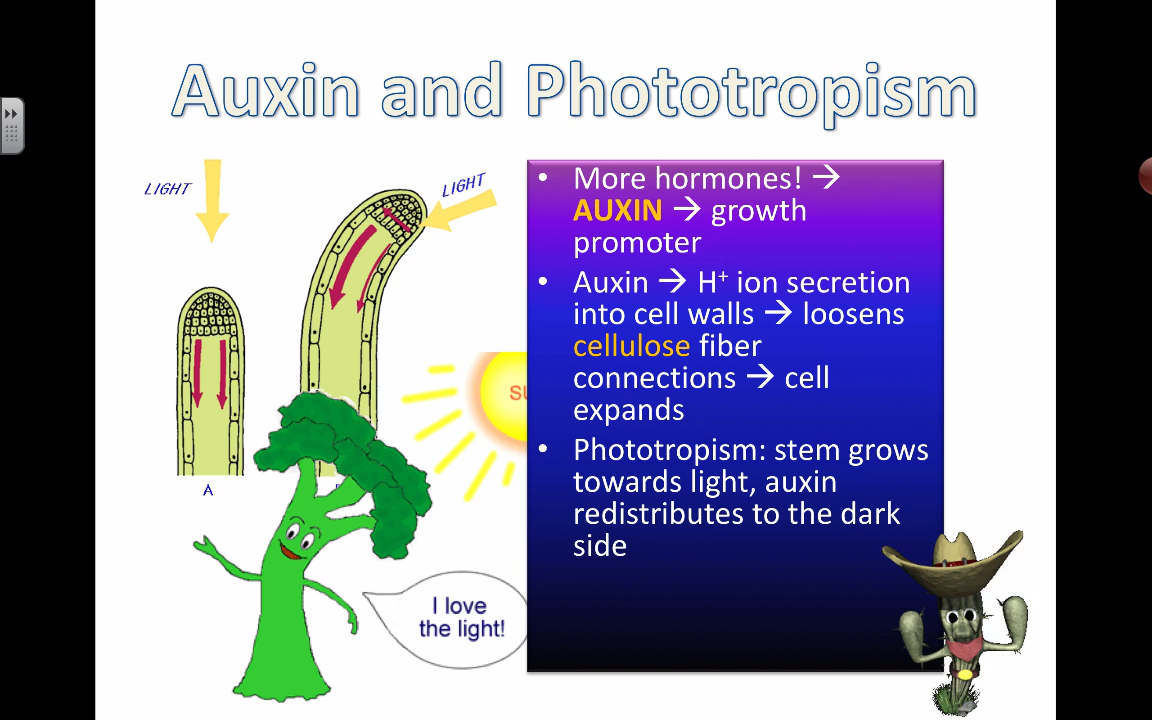 Auxin and Phototropism
LIGHT
LIGHT
A
• More hormones! →
AUXIN → growth
promoter
• Auxin → H⁺ ion secretion
into cell walls → loosens
cellulose fiber
connections → cell
expands
• Phototropism: stem grows
towards light, auxin
redistributes to the dark
side
I love
the light!